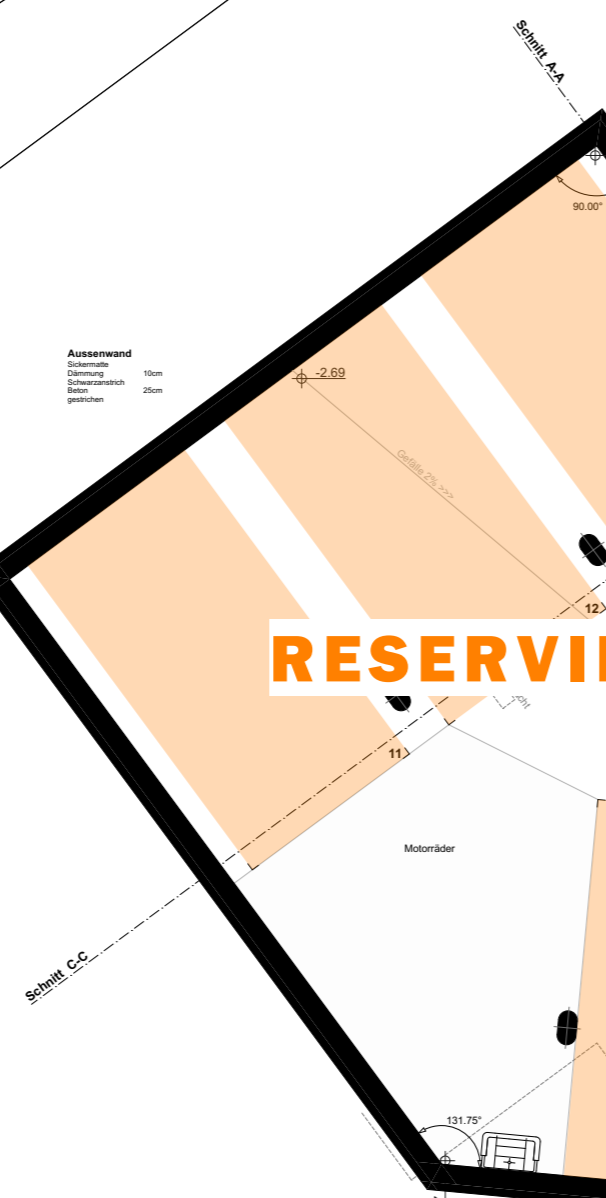 Schnitt A-A
90.00°
Aussenwand
Sickermatte
Dämmung 10cm
Schwarzanstrich
Beton 25cm
gestrichen
-2.69
Gefälle 2% >>>
12
RESERVI
11
Motorräder
Schnitt C-C
131.75°